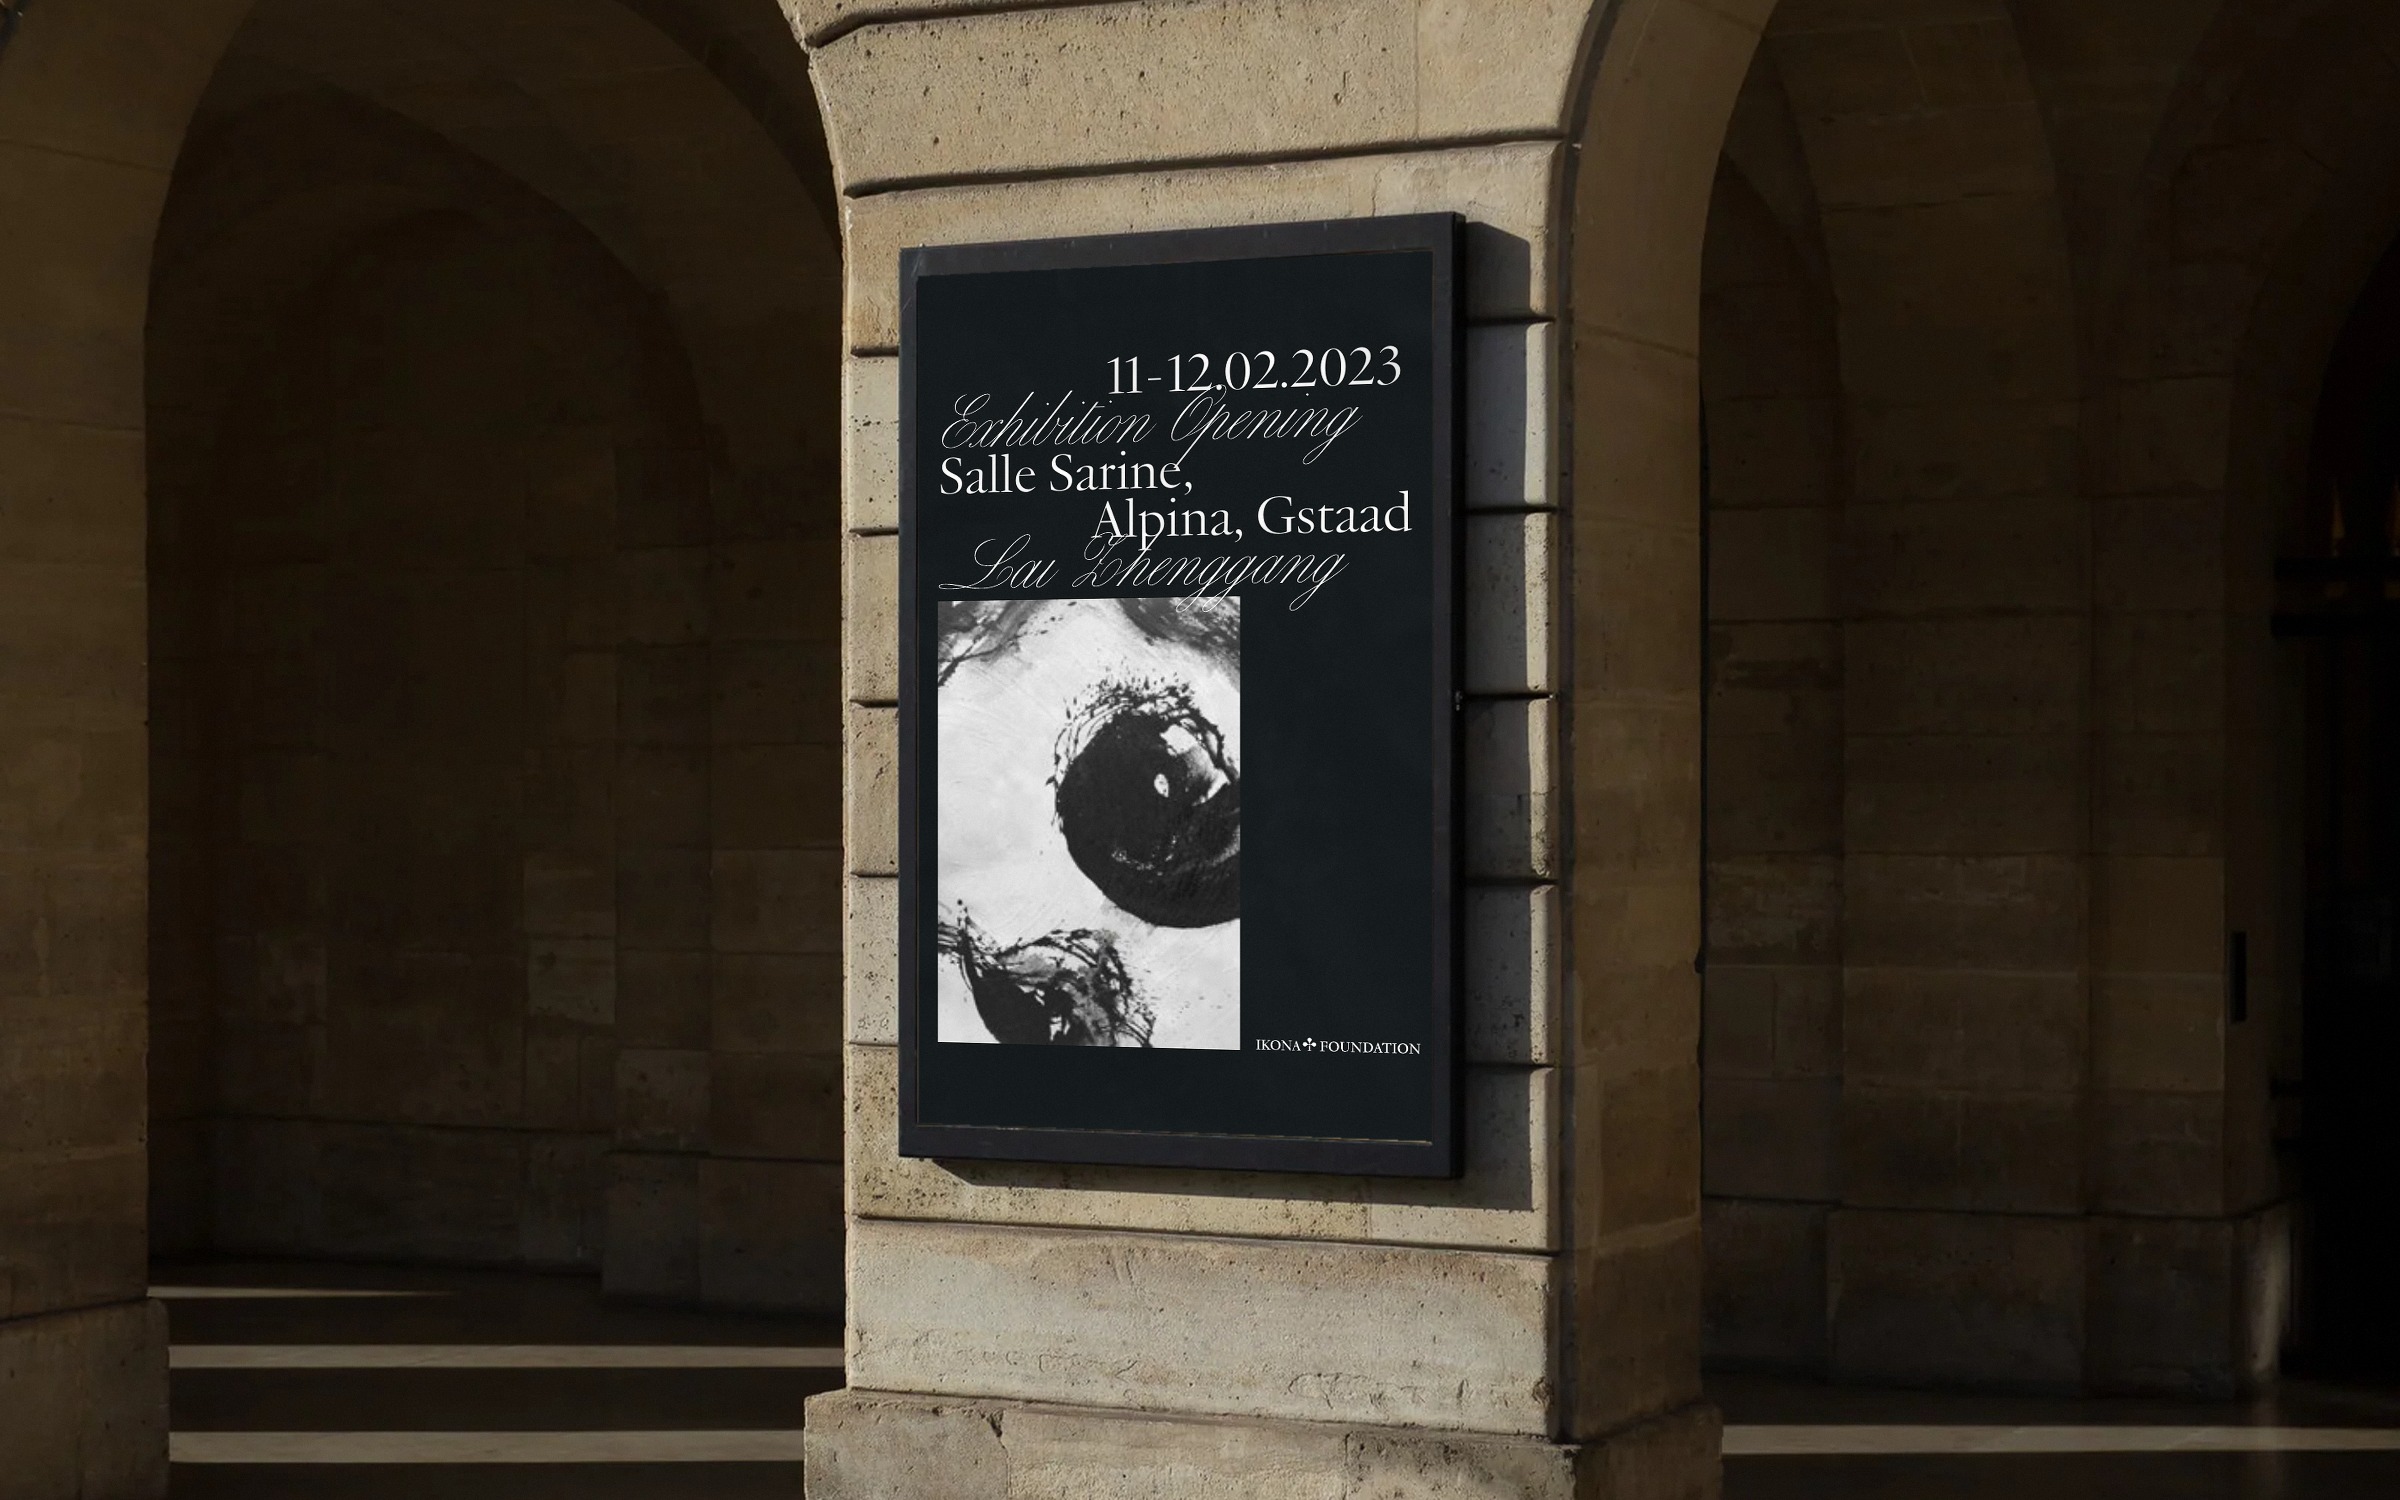 11-12.02.2023
Exhibition Opening
Salle Sarine,
Alpina, Gstaad
Lai Zhenggang
IKONA FOUNDATION